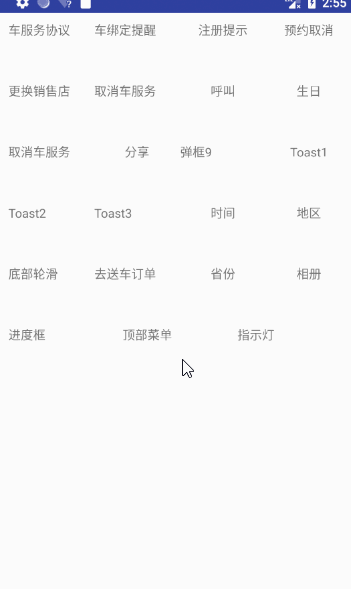 2:55
车服务协议 车绑定提醒 注册提示 预约取消
更换销售店 取消车服务 呼叫 生日
取消车服务 分享 弹框9 Toast1
Toast2 Toast3 时间 地区
底部轮滑 去送车订单 省份 相册
进度框 顶部菜单 指示灯